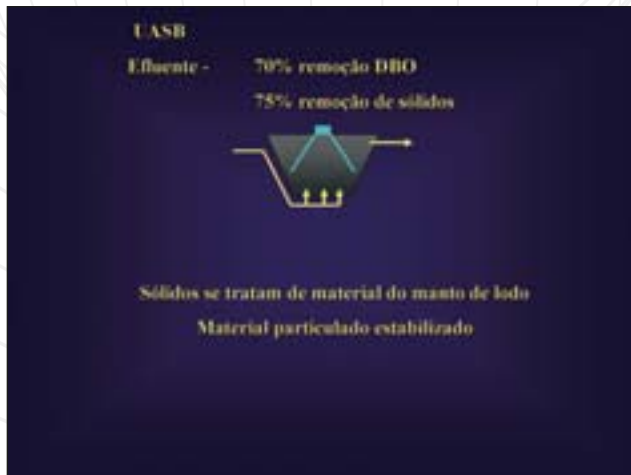 UASB
Efluente - 70% remoção DBO
75% remoção de sólidos
Sólidos se tratam de material do manto de lodo
Material particulado estabilizado